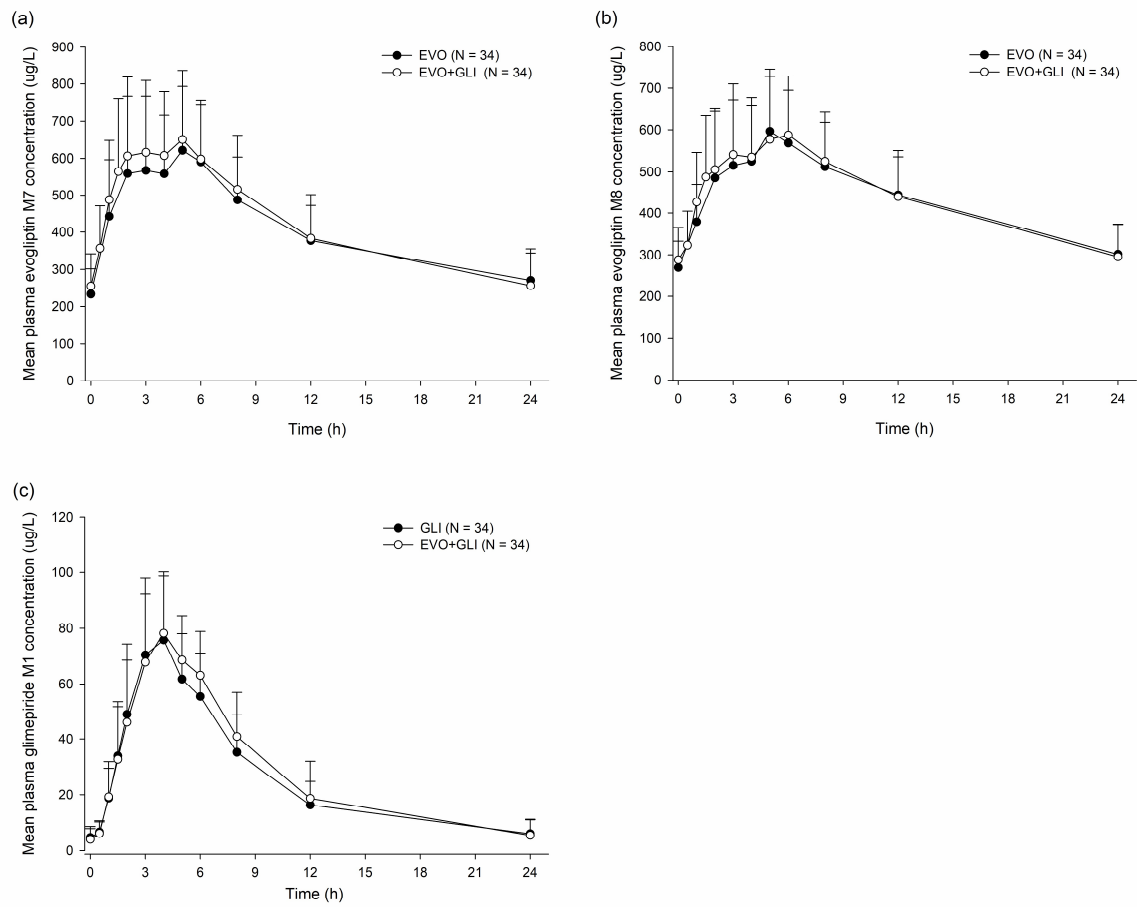 (a)
Mean plasma evogliptin M7 concentration (ug/L)
900
800
700
600
500
400
300
200
100
0
EVO (N = 34)
EVO+GLI (N = 34)
0 3 6 9 12 15 18 21 24
Time (h)
(b)
Mean plasma evogliptin M8 concentration (ug/L)
800
700
600
500
400
300
200
100
0
EVO (N = 34)
EVO+GLI (N = 34)
0 3 6 9 12 15 18 21 24
Time (h)
(c)
Mean plasma glimepiride M1 concentration (ug/L)
120
100
80
60
40
20
0
GLI (N = 34)
EVO+GLI (N = 34)
0 3 6 9 12 15 18 21 24
Time (h)